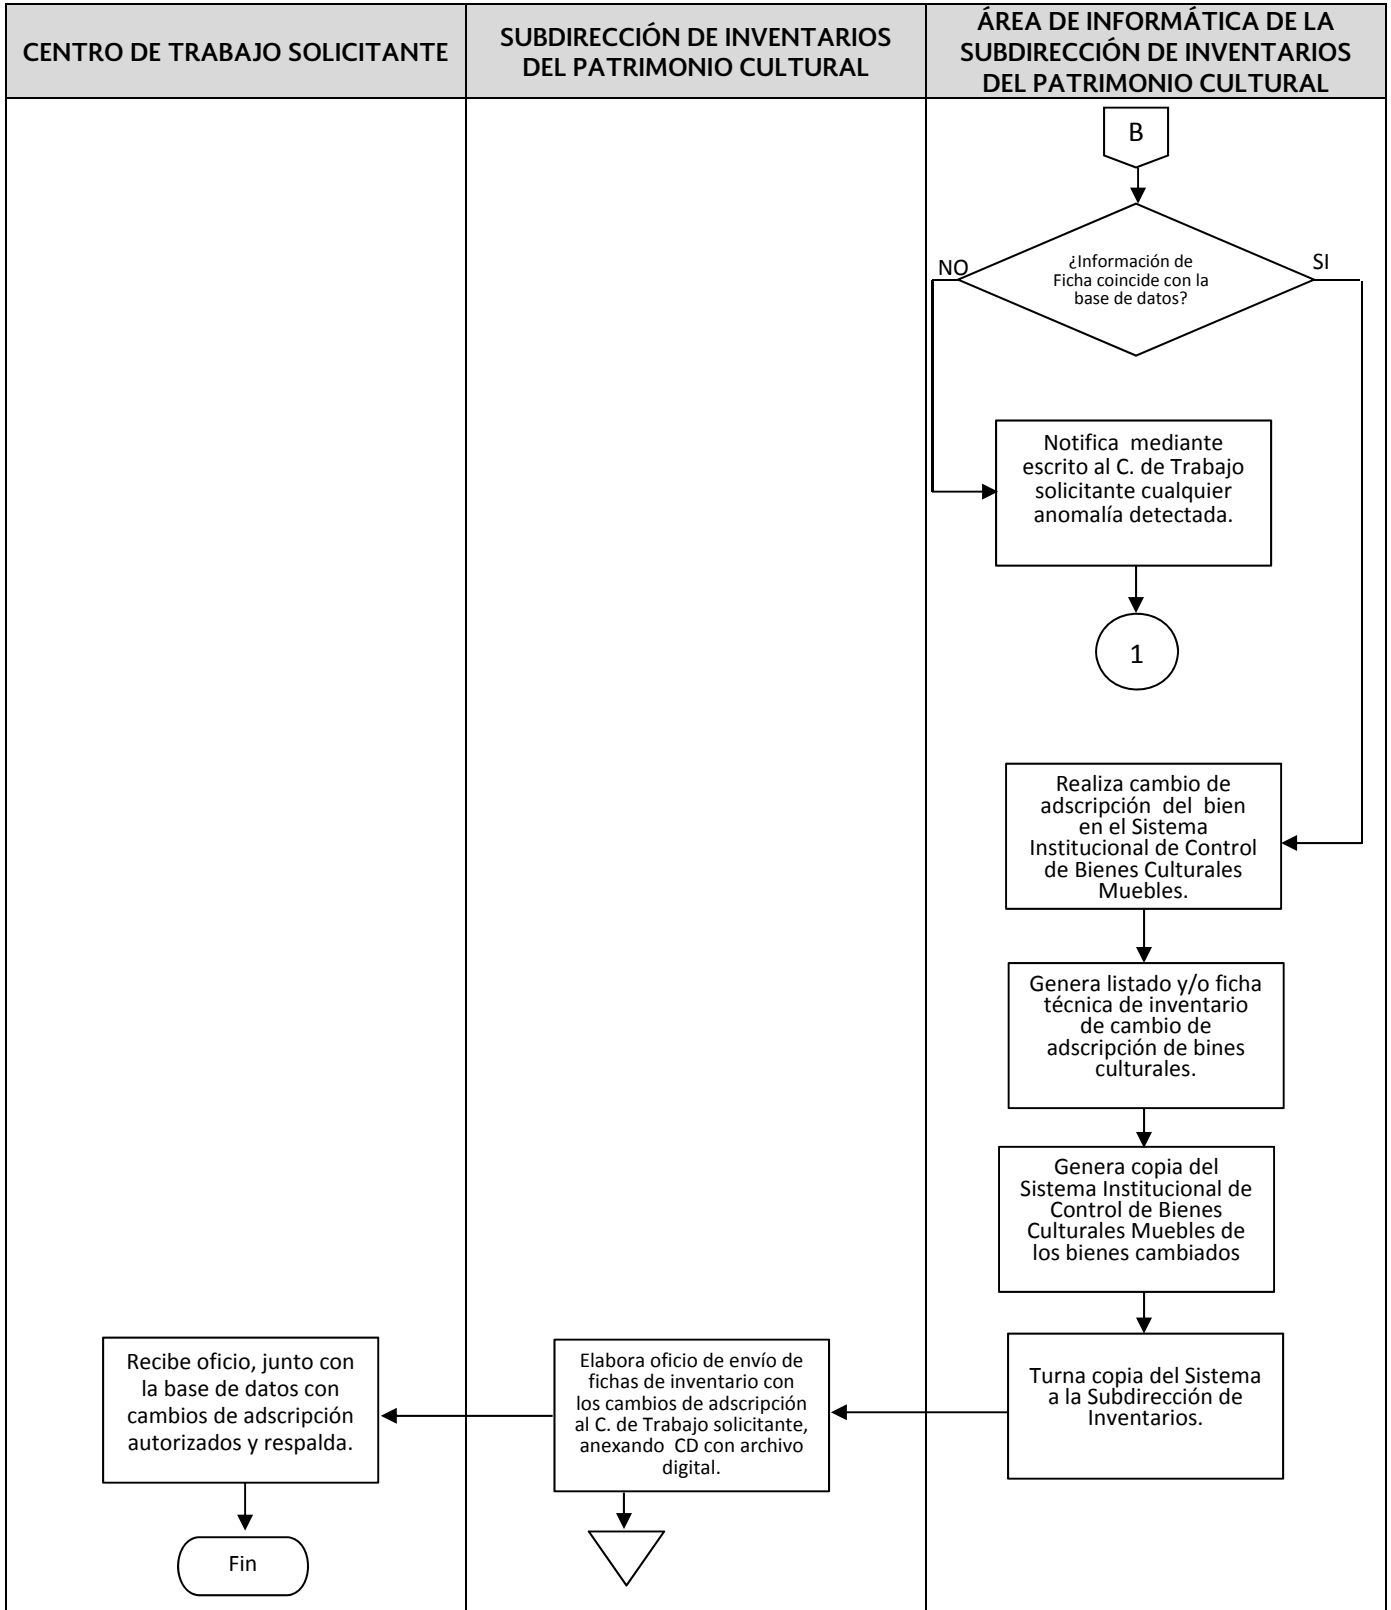 CENTRO DE TRABAJO SOLICITANTE
SUBDIRECCIÓN DE INVENTARIOS
DEL PATRIMONIO CULTURAL
ÁREA DE INFORMÁTICA DE LA
SUBDIRECCIÓN DE INVENTARIOS
DEL PATRIMONIO CULTURAL
B
¿Información de
Ficha coincide con la
base de datos?
NO
SI
Notifica mediante
escrito al C. de Trabajo
solicitante cualquier
anomalía detectada.
1
Realiza cambio de
adscripción del bien
en el Sistema
Institucional de Control
de Bienes Culturales
Muebles.
Genera listado y/o ficha
técnica de inventario
de cambio de
adscripción de bines
culturales.
Genera copia del
Sistema Institucional de
Control de Bienes
Culturales Muebles de
los bienes cambiados
Turna copia del Sistema
a la Subdirección de
Inventarios.
Elabora oficio de envío de
fichas de inventario con
los cambios de adscripción
al C. de Trabajo solicitante,
anexando CD con archivo
digital.
Recibe oficio, junto con
la base de datos con
cambios de adscripción
autorizados y respalda.
Fin